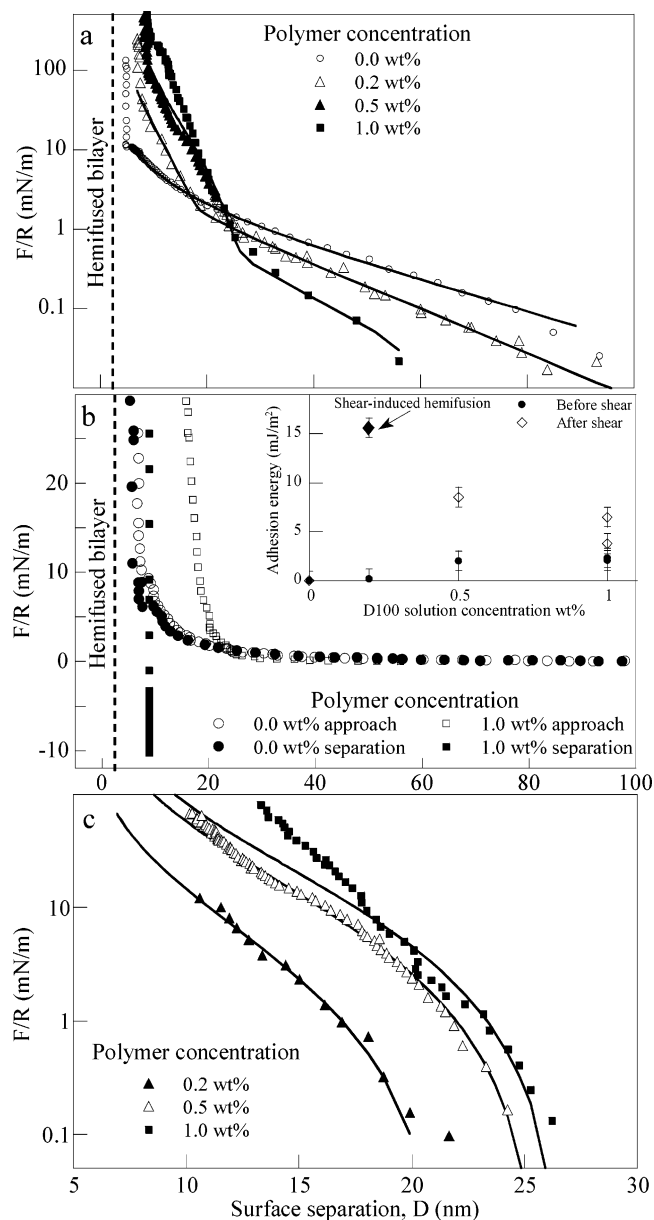 a
Polymer concentration
0.0 wt%
0.2 wt%
0.5 wt%
1.0 wt%
100
10
1
0.1
F/R (mN/m)
Hemifused bilayer
b
Shear-induced hemifusion
Before shear
After shear
15
10
5
0
Adhesion energy (mJ/m²)
0 0.5 1
D100 solution concentration wt%
20
10
0
-10
F/R (mN/m)
Hemifused bilayer
Polymer concentration
0.0 wt% approach
0.0 wt% separation
1.0 wt% approach
1.0 wt% separation
0 20 40 60 80 100
c
10
1
0.1
F/R (mN/m)
Polymer concentration
0.2 wt%
0.5 wt%
1.0 wt%
5 10 15 20 25 30
Surface separation, D (nm)